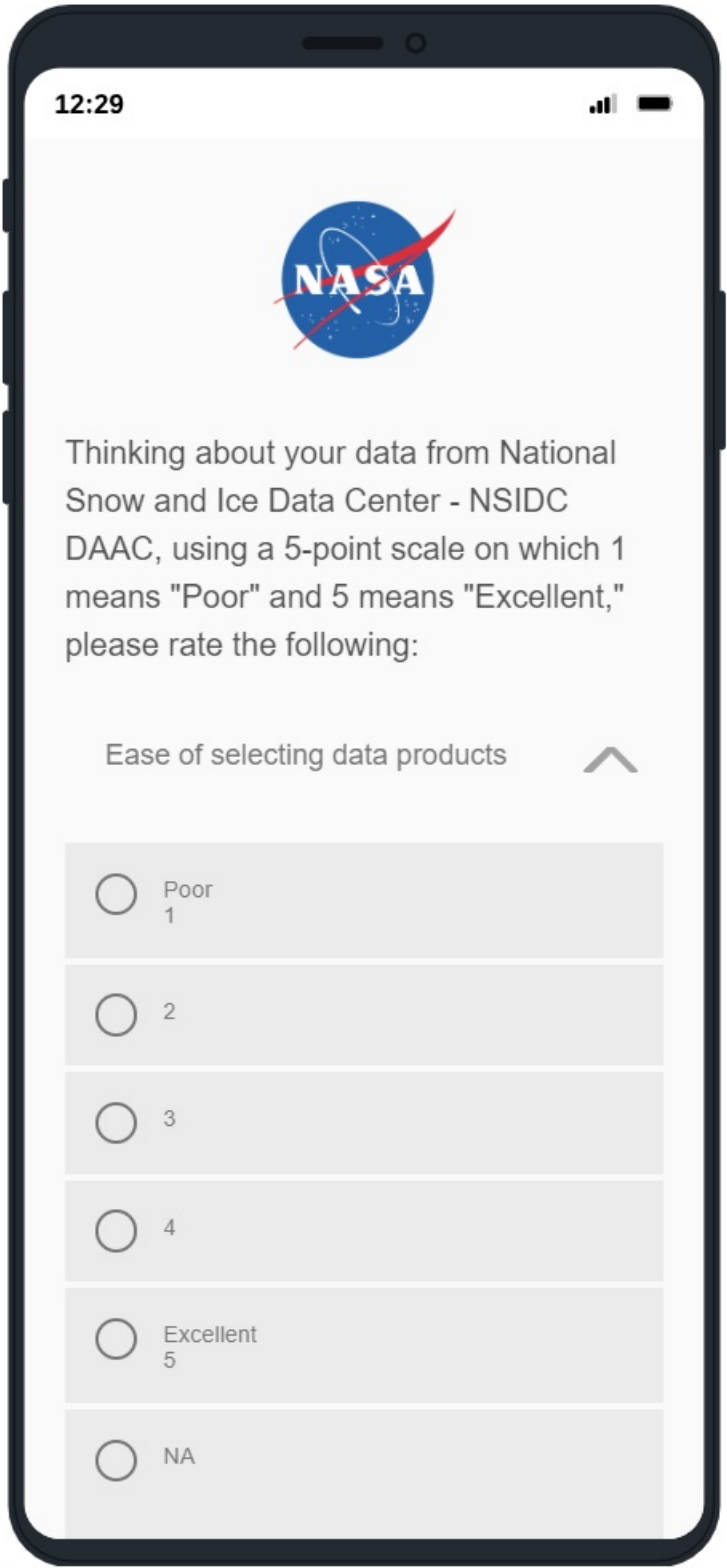 12:29
NASA
Thinking about your data from National
Snow and Ice Data Center - NSIDC
DAAC, using a 5-point scale on which 1
means "Poor" and 5 means "Excellent,"
please rate the following:
Ease of selecting data products
Poor
1
2
3
4
Excellent
5
NA